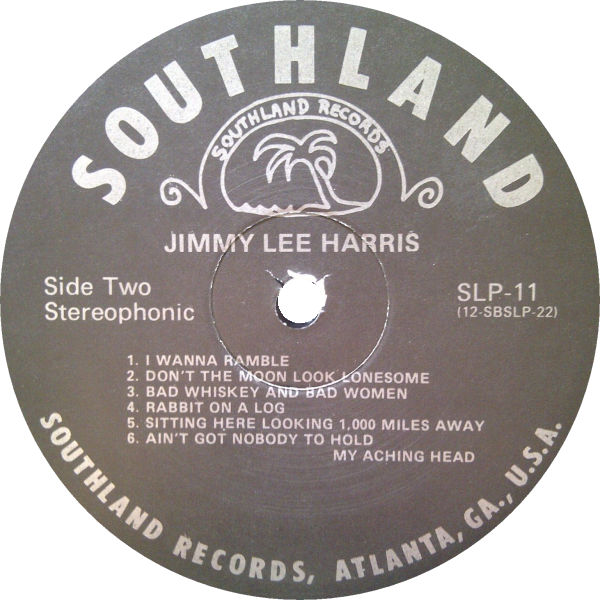 SOUTHLAND
SOUTHLAND RECORDS
JIMMY LEE HARRIS
Side Two
Stereophonic
SLP-11
(12-SBSLP-22)
1. I WANNA RAMBLE
2. DON'T THE MOON LOOK LONESOME
3. BAD WHISKEY AND BAD WOMEN
4. RABBIT ON A LOG
5. SITTING HERE LOOKING 1,000 MILES AWAY
6. AIN'T GOT NOBODY TO HOLD
MY ACHING HEAD
SOUTHLAND RECORDS, ATLANTA, GA., U.S.A.